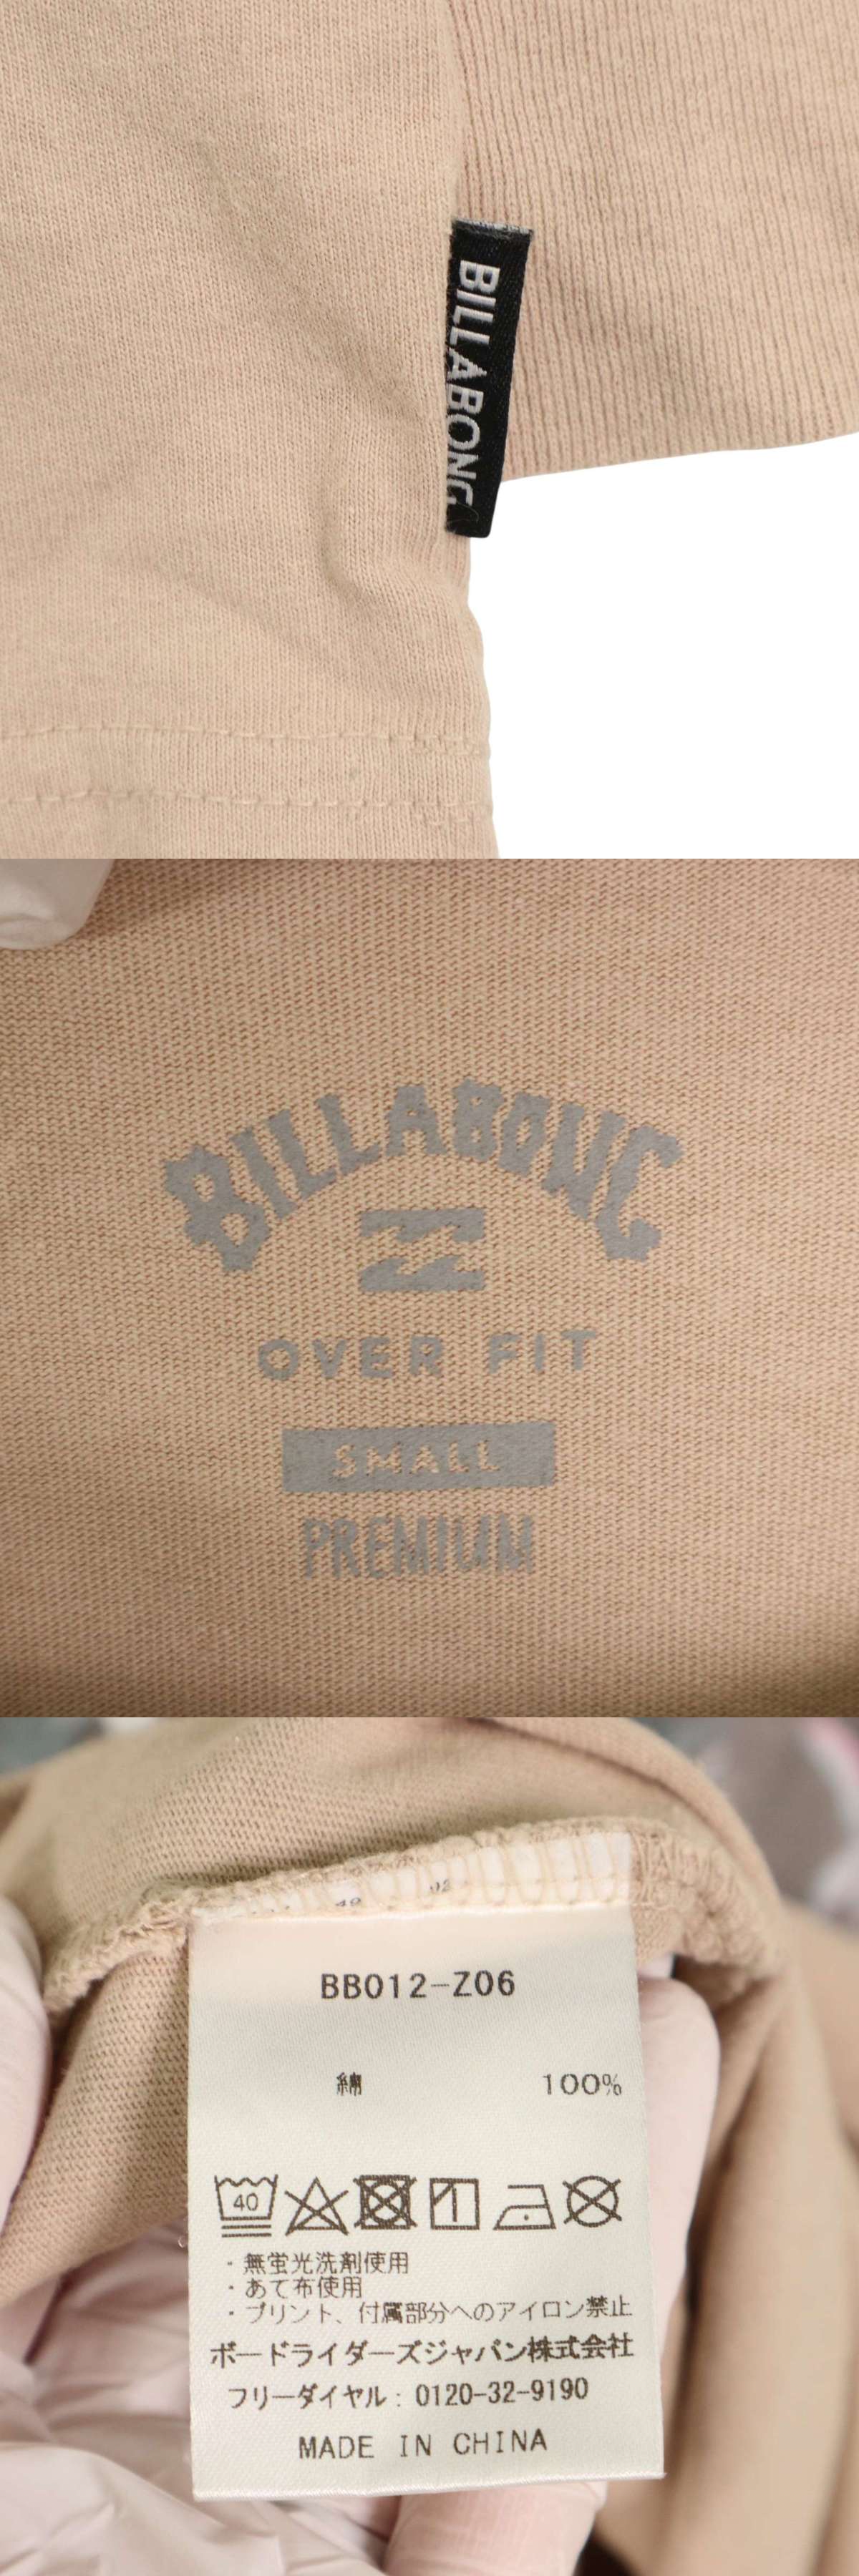 BILLABONG
BILLABONG
OVER FIT
SMALL
PREMIUM
BB012-Z06
綿 100%
40
・無蛍光洗剤使用
・あて布使用
・プリント、付属部分へのアイロン禁止
ボードライダーズジャパン株式会社
フリーダイヤル：0120-32-9190
MADE IN CHINA